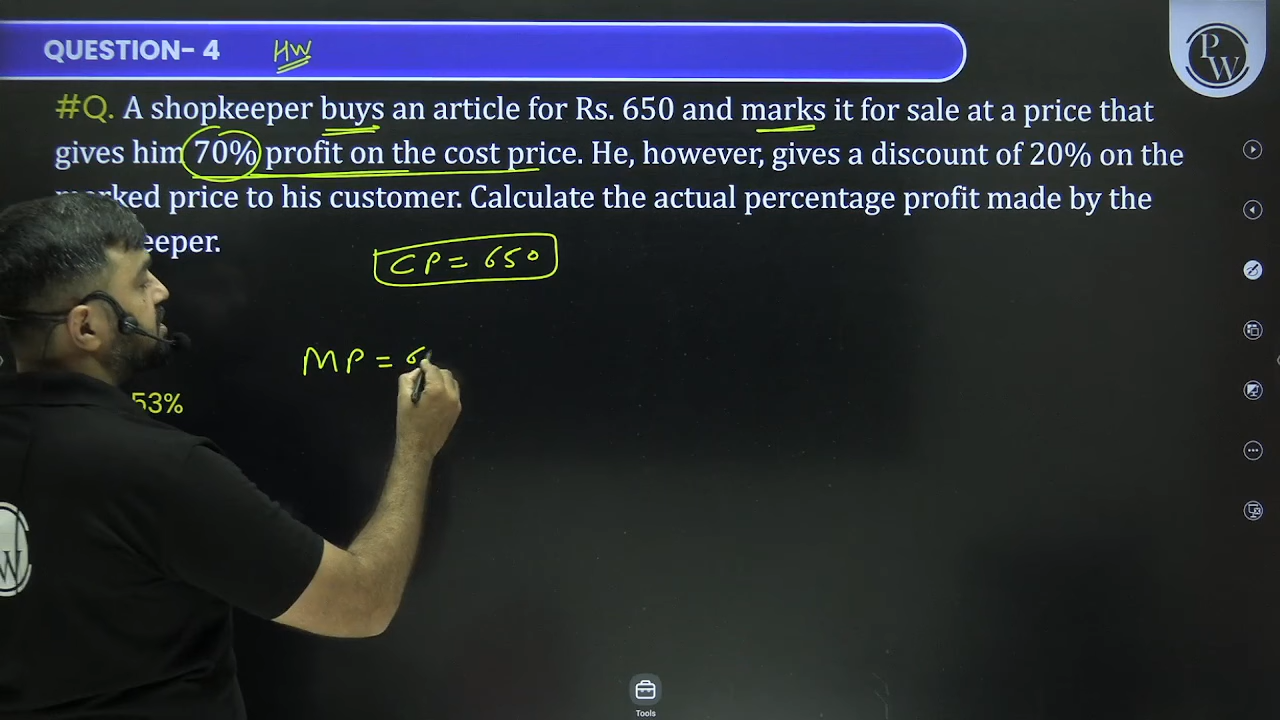 QUESTION- 4 HW
PW
#Q. A shopkeeper buys an article for Rs. 650 and marks it for sale at a price that
gives him 70% profit on the cost price. He, however, gives a discount of 20% on the
price to his customer. Calculate the actual percentage profit made by the
CP = 650
MP = 6
53%
W
Tools